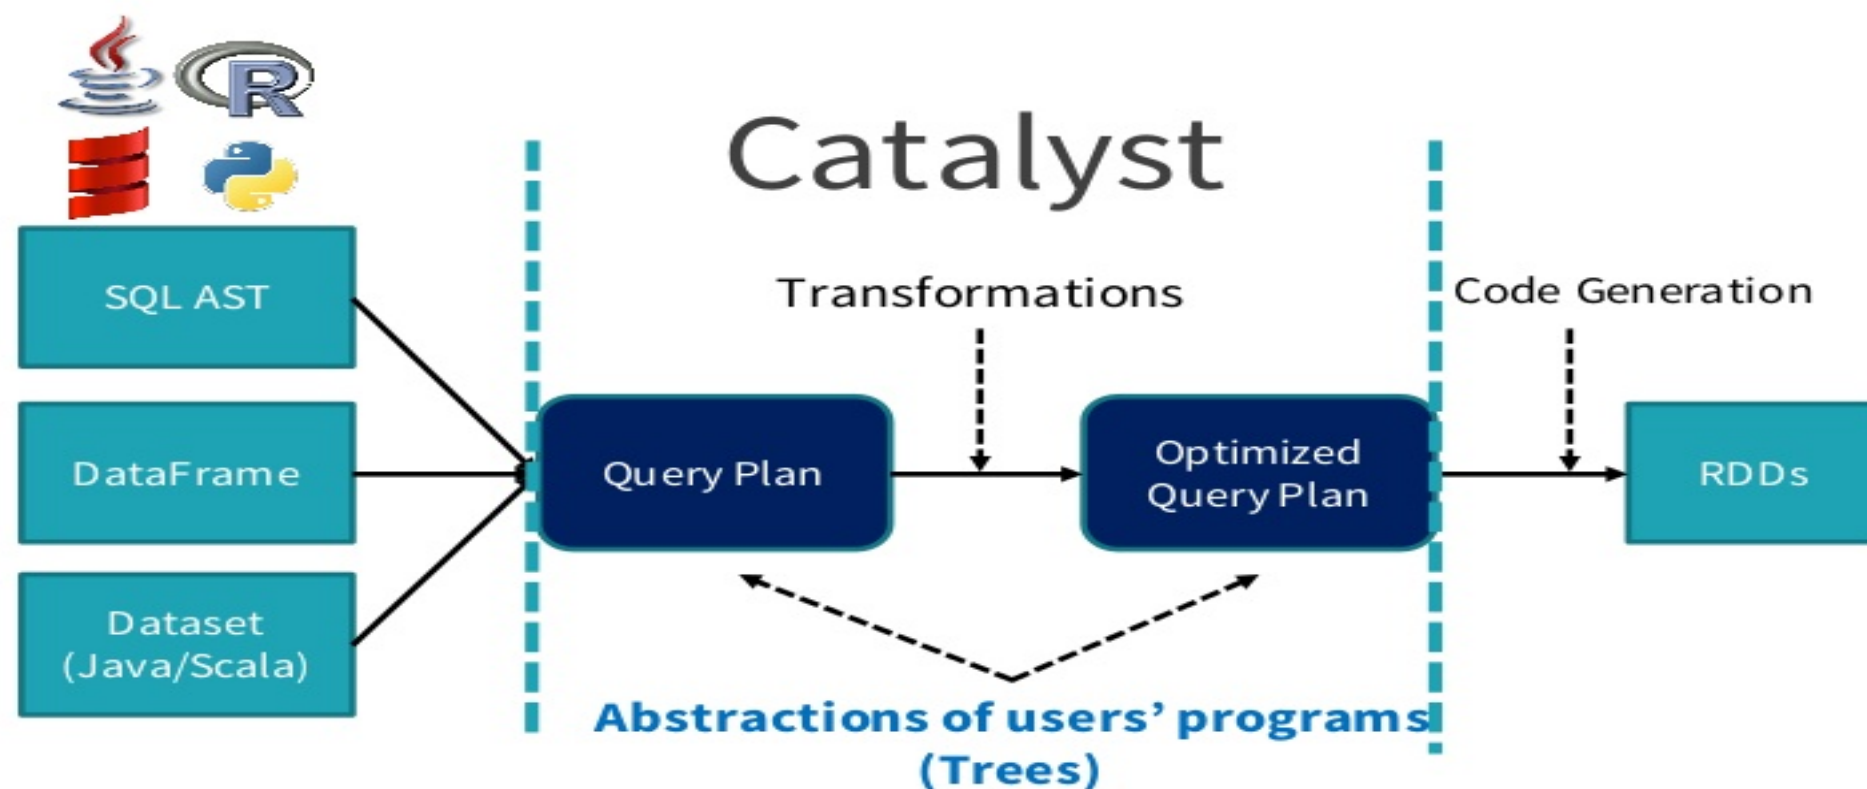 R
Catalyst
SQL AST
Transformations
Code Generation
DataFrame
Query Plan
Optimized
Query Plan
RDDs
Dataset
(Java/Scala)
Abstractions of users’ programs
(Trees)